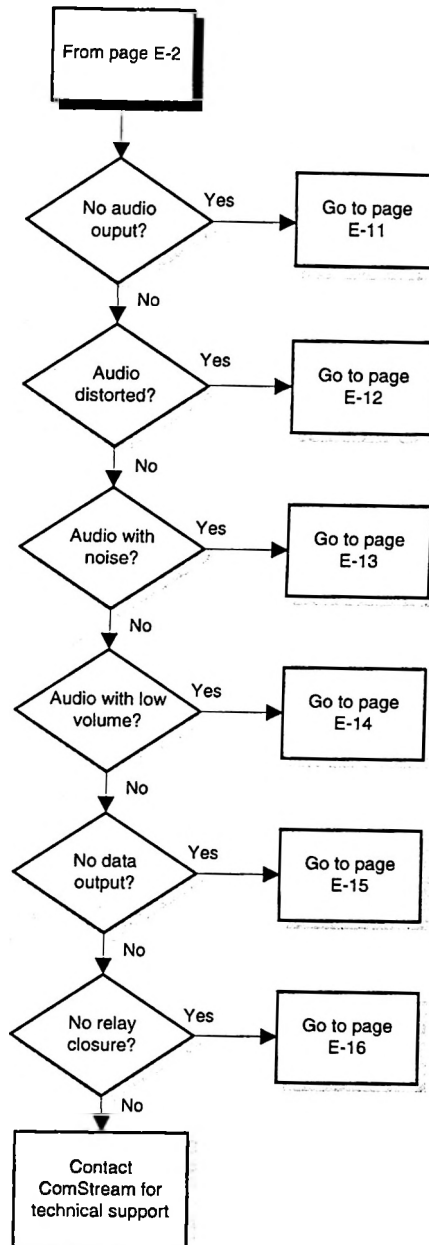 From page E-2
No audio
ouput?
Yes
Go to page
E-11
No
Audio
distorted?
Yes
Go to page
E-12
No
Audio with
noise?
Yes
Go to page
E-13
No
Audio with low
volume?
Yes
Go to page
E-14
No
No data
output?
Yes
Go to page
E-15
No
No relay
closure?
Yes
Go to page
E-16
No
Contact
ComStream for
technical support